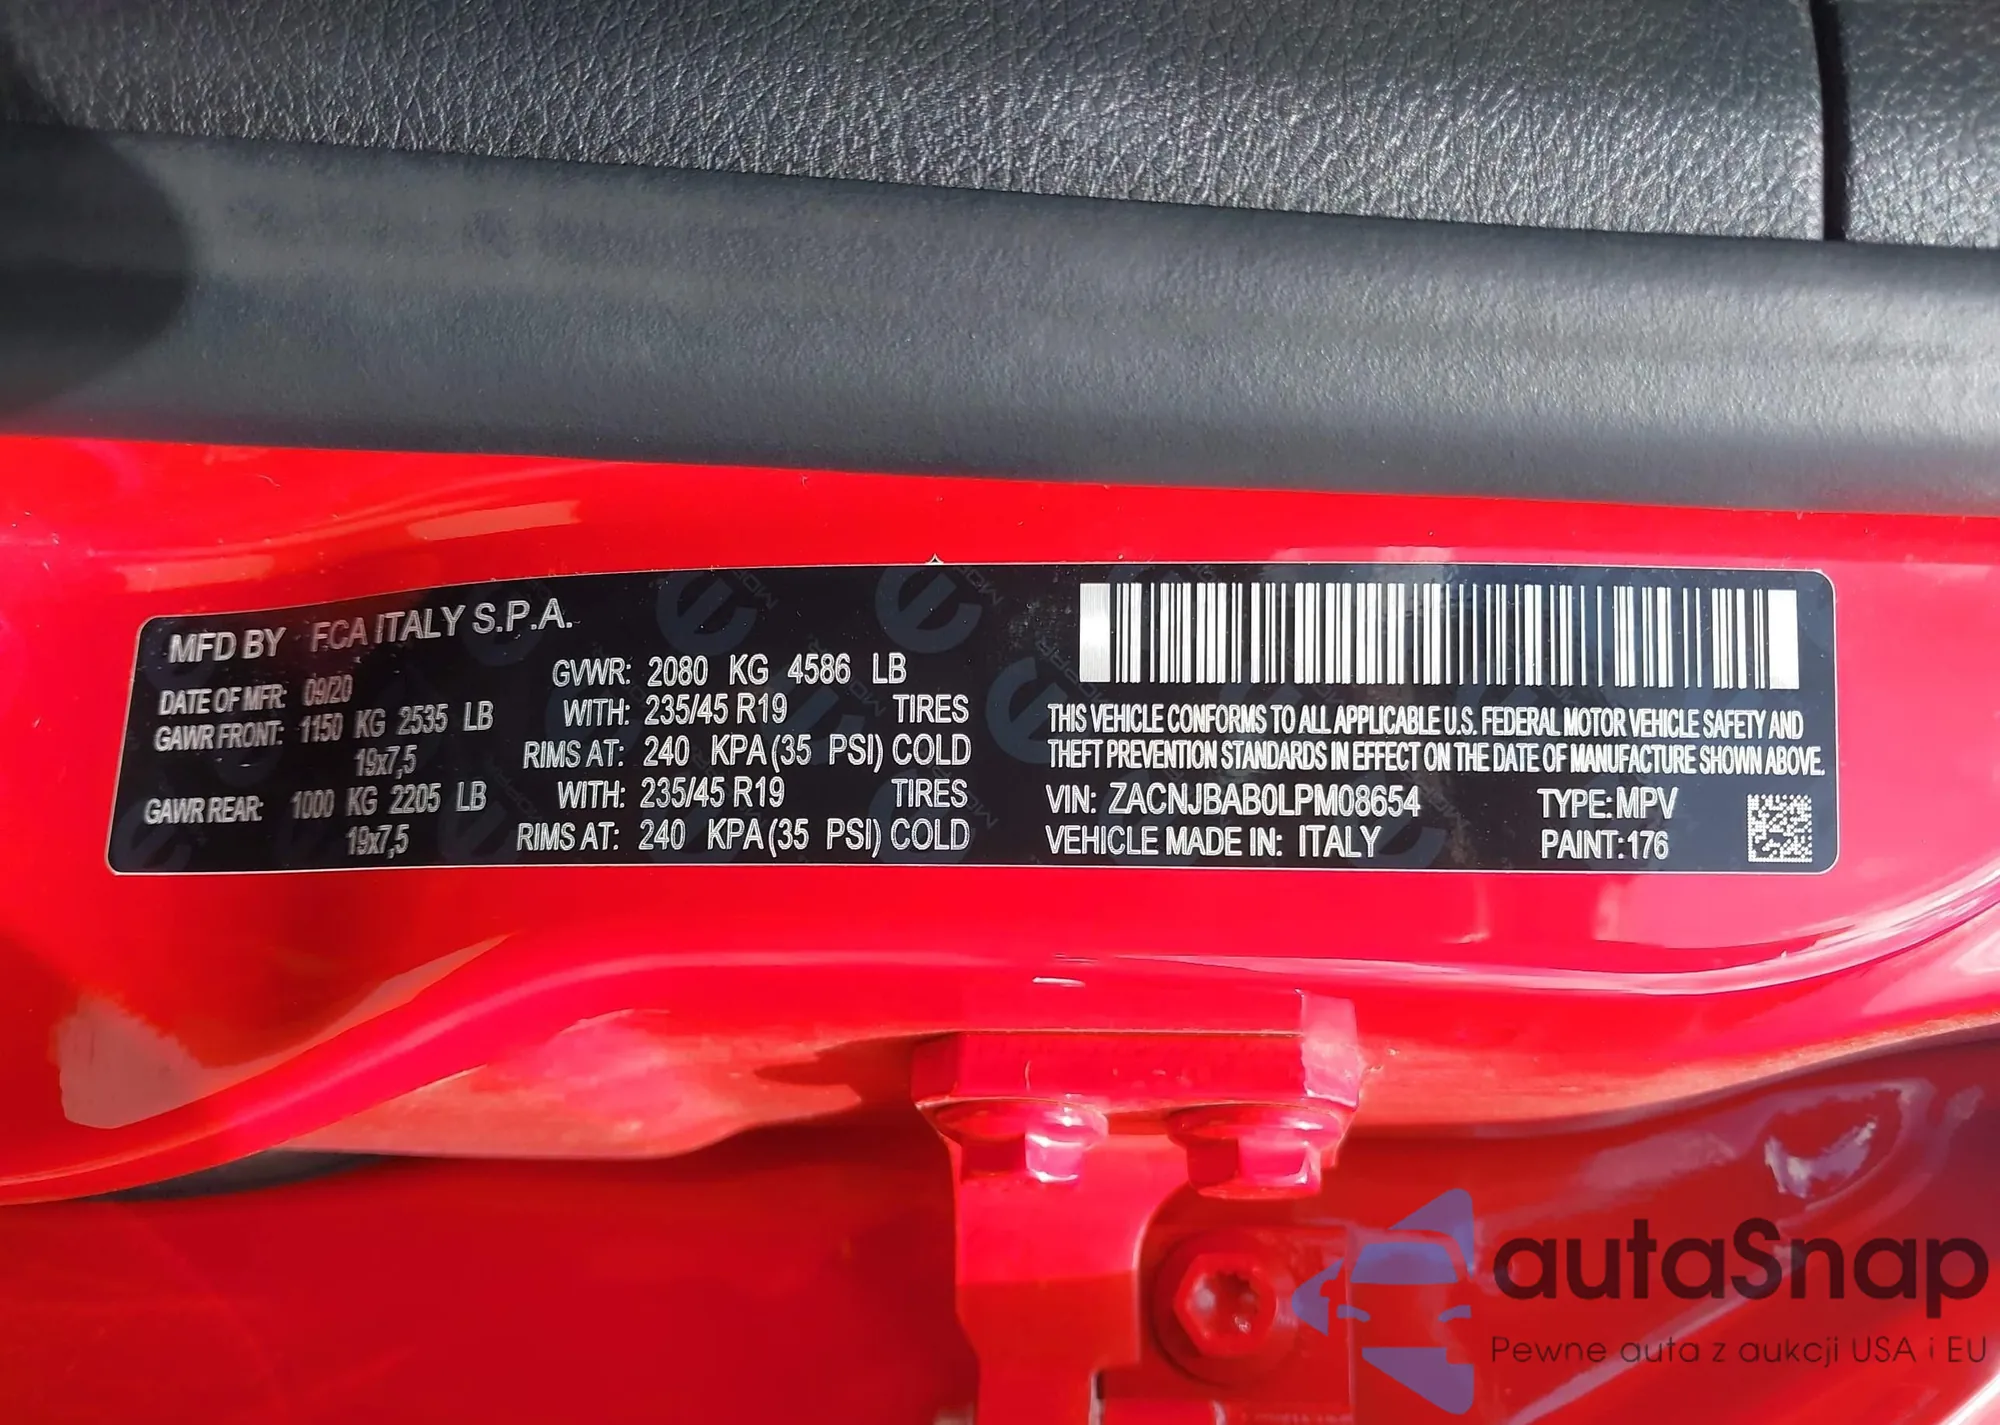 MFD BY F.CA ITALY S.P.A.
DATE OF MFR: 09/20
GVWR: 2080 KG 4586 LB
GAWR FRONT: 1150 KG 2535 LB WITH: 235/45 R19 TIRES
19x7,5 RIMS AT: 240 KPA (35 PSI) COLD
GAWR REAR: 1000 KG 2205 LB WITH: 235/45 R19 TIRES
19x7,5 RIMS AT: 240 KPA (35 PSI) COLD
THIS VEHICLE CONFORMS TO ALL APPLICABLE U.S. FEDERAL MOTOR VEHICLE SAFETY AND
THEFT PREVENTION STANDARDS IN EFFECT ON THE DATE OF MANUFACTURE SHOWN ABOVE.
VIN: ZACNJBAB0LPM08654 TYPE: MPV
VEHICLE MADE IN: ITALY PAINT: 176
autaSnap
Pewne auta z aukcji USA i EU